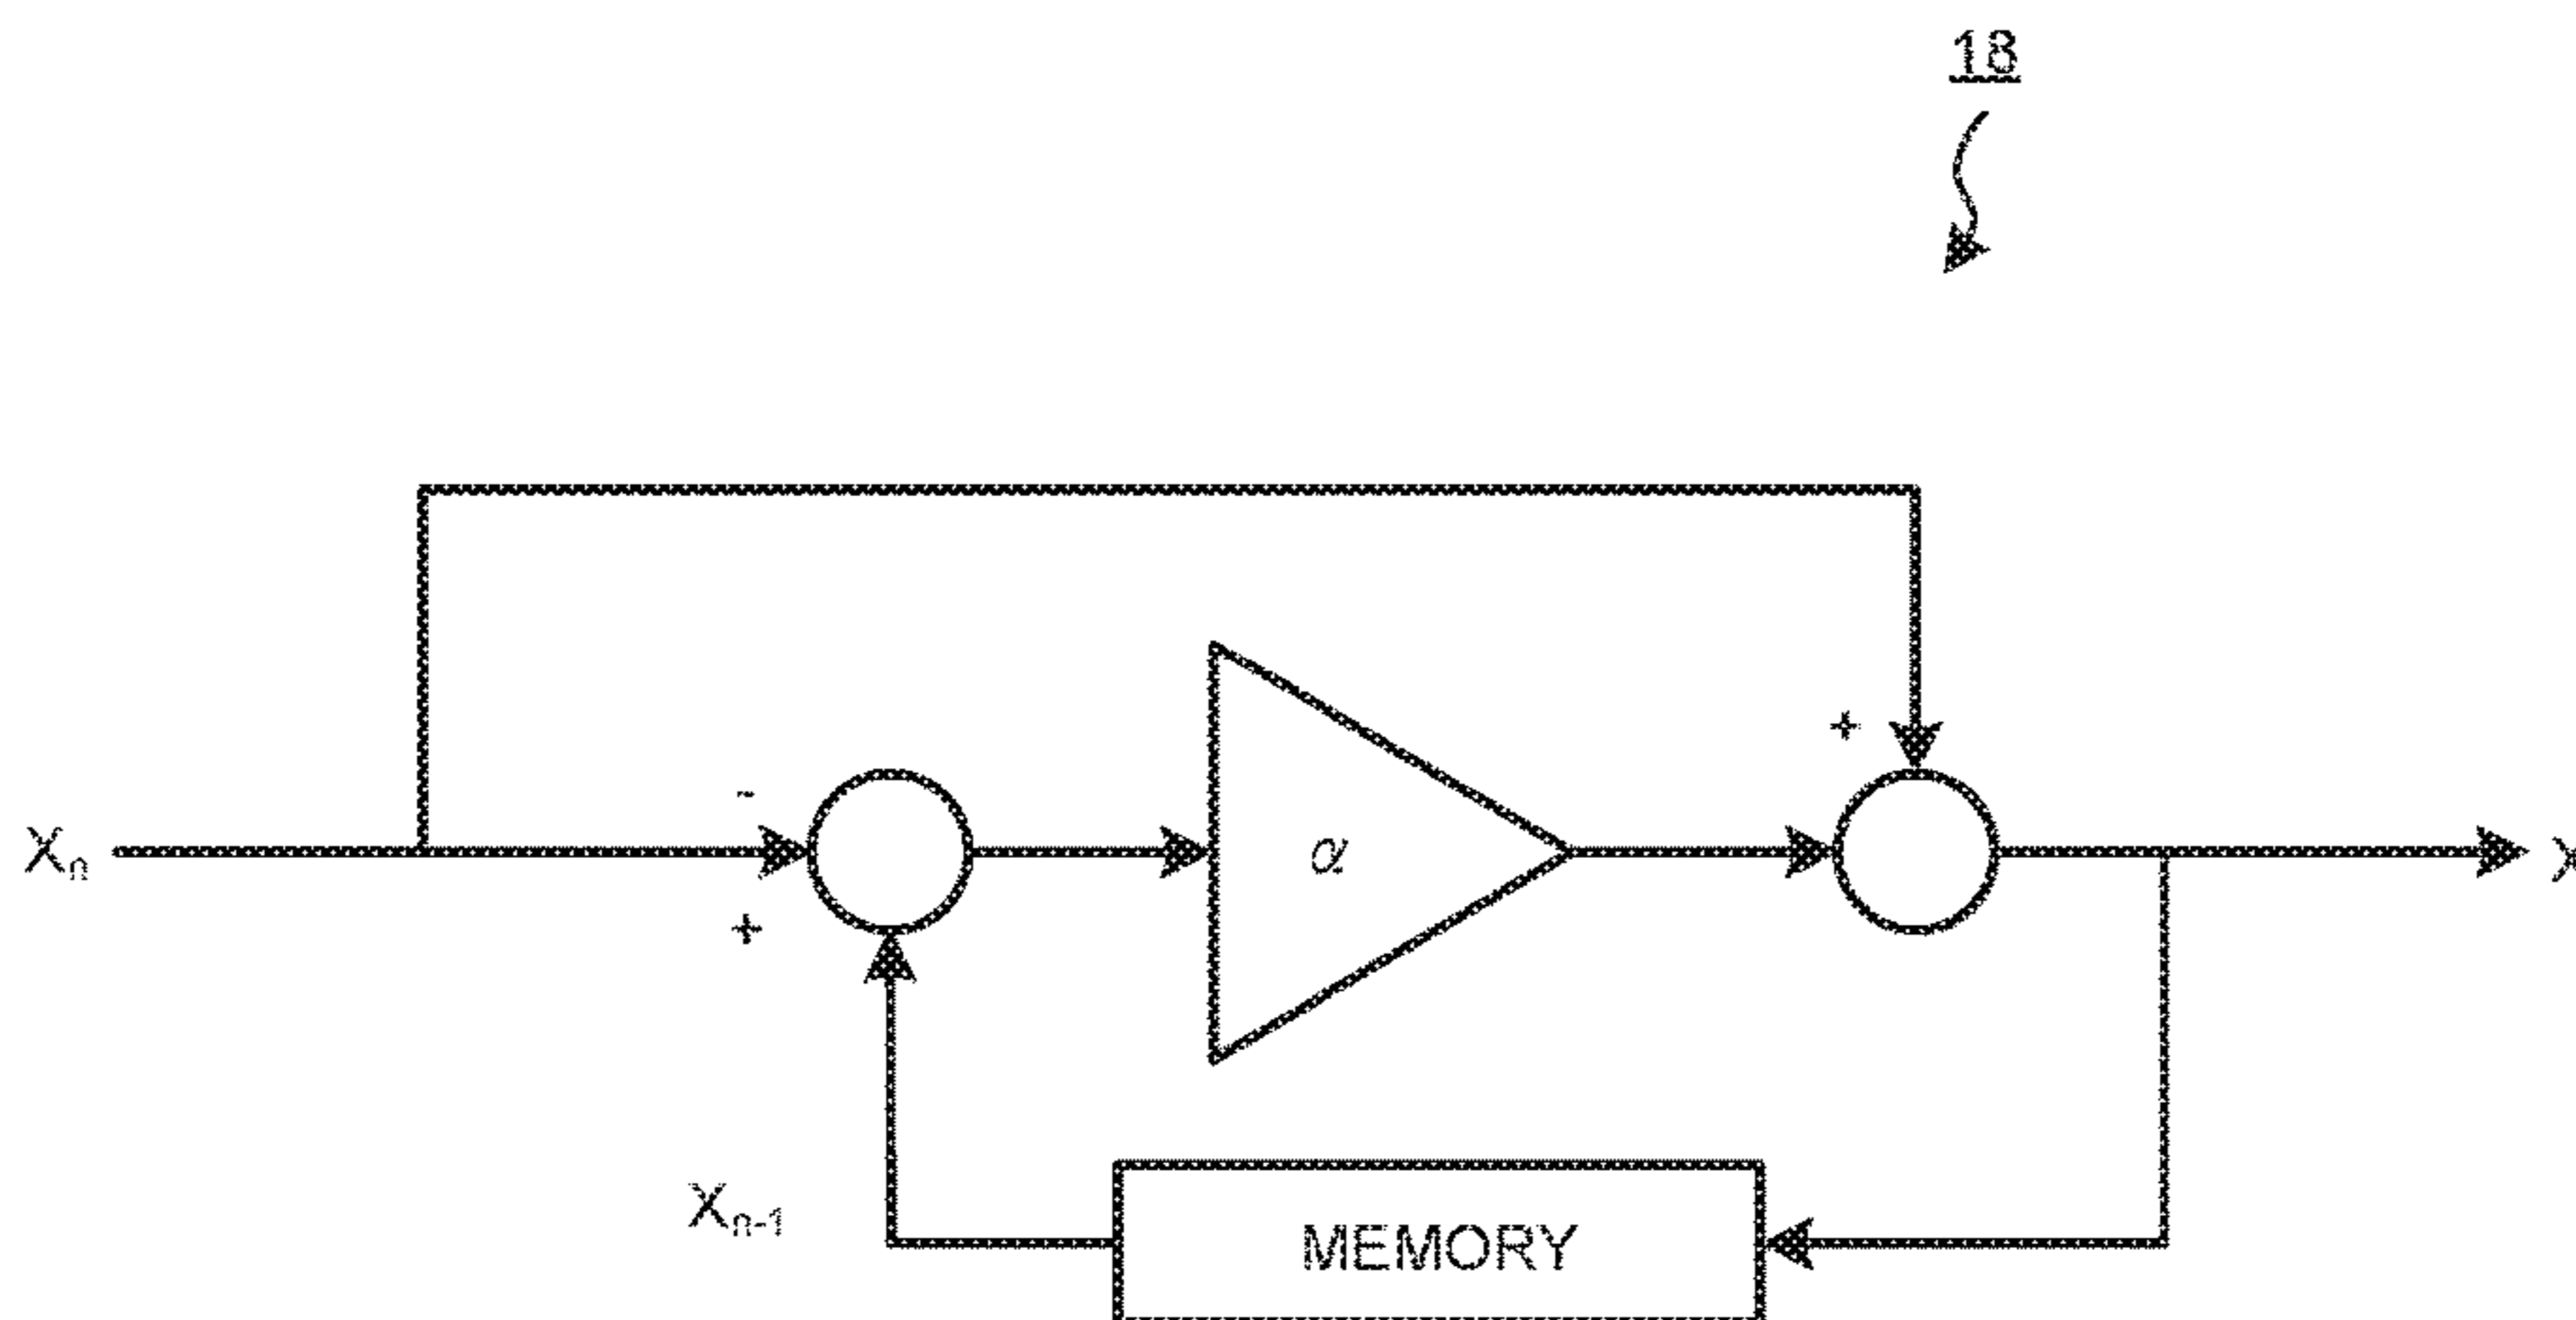 18
+
-
Xₙ
α
+
Xₙ₋₁
MEMORY